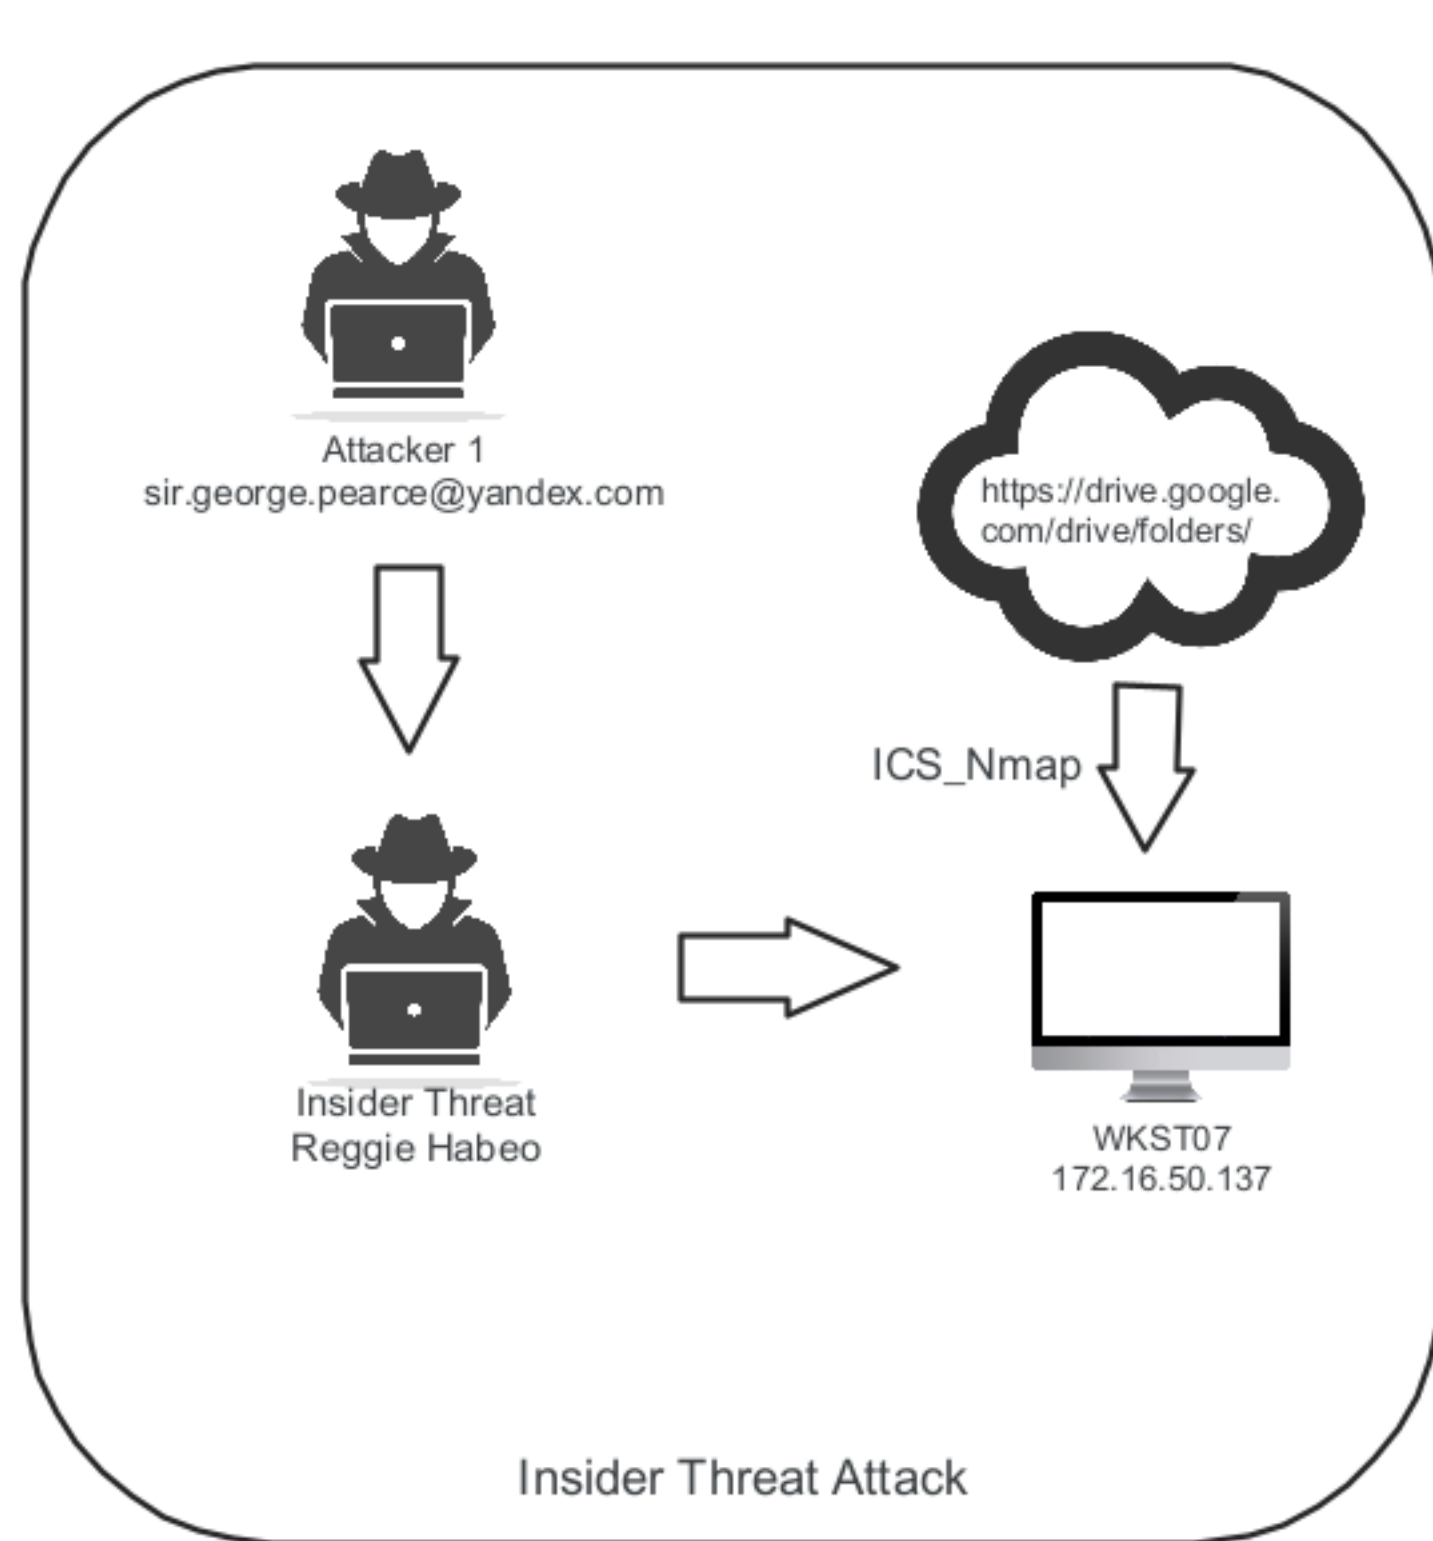 Attacker 1
sir.george.pearce@yandex.com
https://drive.google.
com/drive/folders/
ICS_Nmap
Insider Threat
Reggie Habeo
WKST07
172.16.50.137
Insider Threat Attack